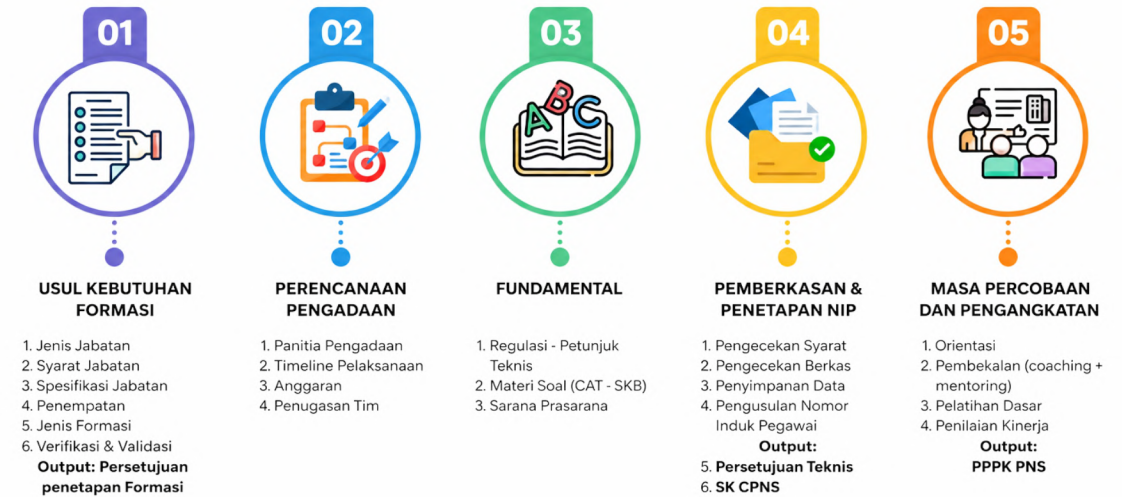 01
USUL KEBUTUHAN
FORMASI
1. Jenis Jabatan
2. Syarat Jabatan
3. Spesifikasi Jabatan
4. Penempatan
5. Jenis Formasi
6. Verifikasi & Validasi
Output: Persetujuan
penetapan Formasi
02
PERENCANAAN
PENGADAAN
1. Panitia Pengadaan
2. Timeline Pelaksanaan
3. Anggaran
4. Penugasan Tim
03
ABC
FUNDAMENTAL
1. Regulasi - Petunjuk
Teknis
2. Materi Soal (CAT - SKB)
3. Sarana Prasarana
04
PEMBERKASAN &
PENETAPAN NIP
1. Pengecekan Syarat
2. Pengecekan Berkas
3. Penyimpanan Data
4. Pengusulan Nomor
Induk Pegawai
Output:
5. Persetujuan Teknis
6. SK CPNS
05
MASA PERCOBAAN
DAN PENGANGKATAN
1. Orientasi
2. Pembekalan (coaching +
mentoring)
3. Pelatihan Dasar
4. Penilaian Kinerja
Output:
PPPK PNS